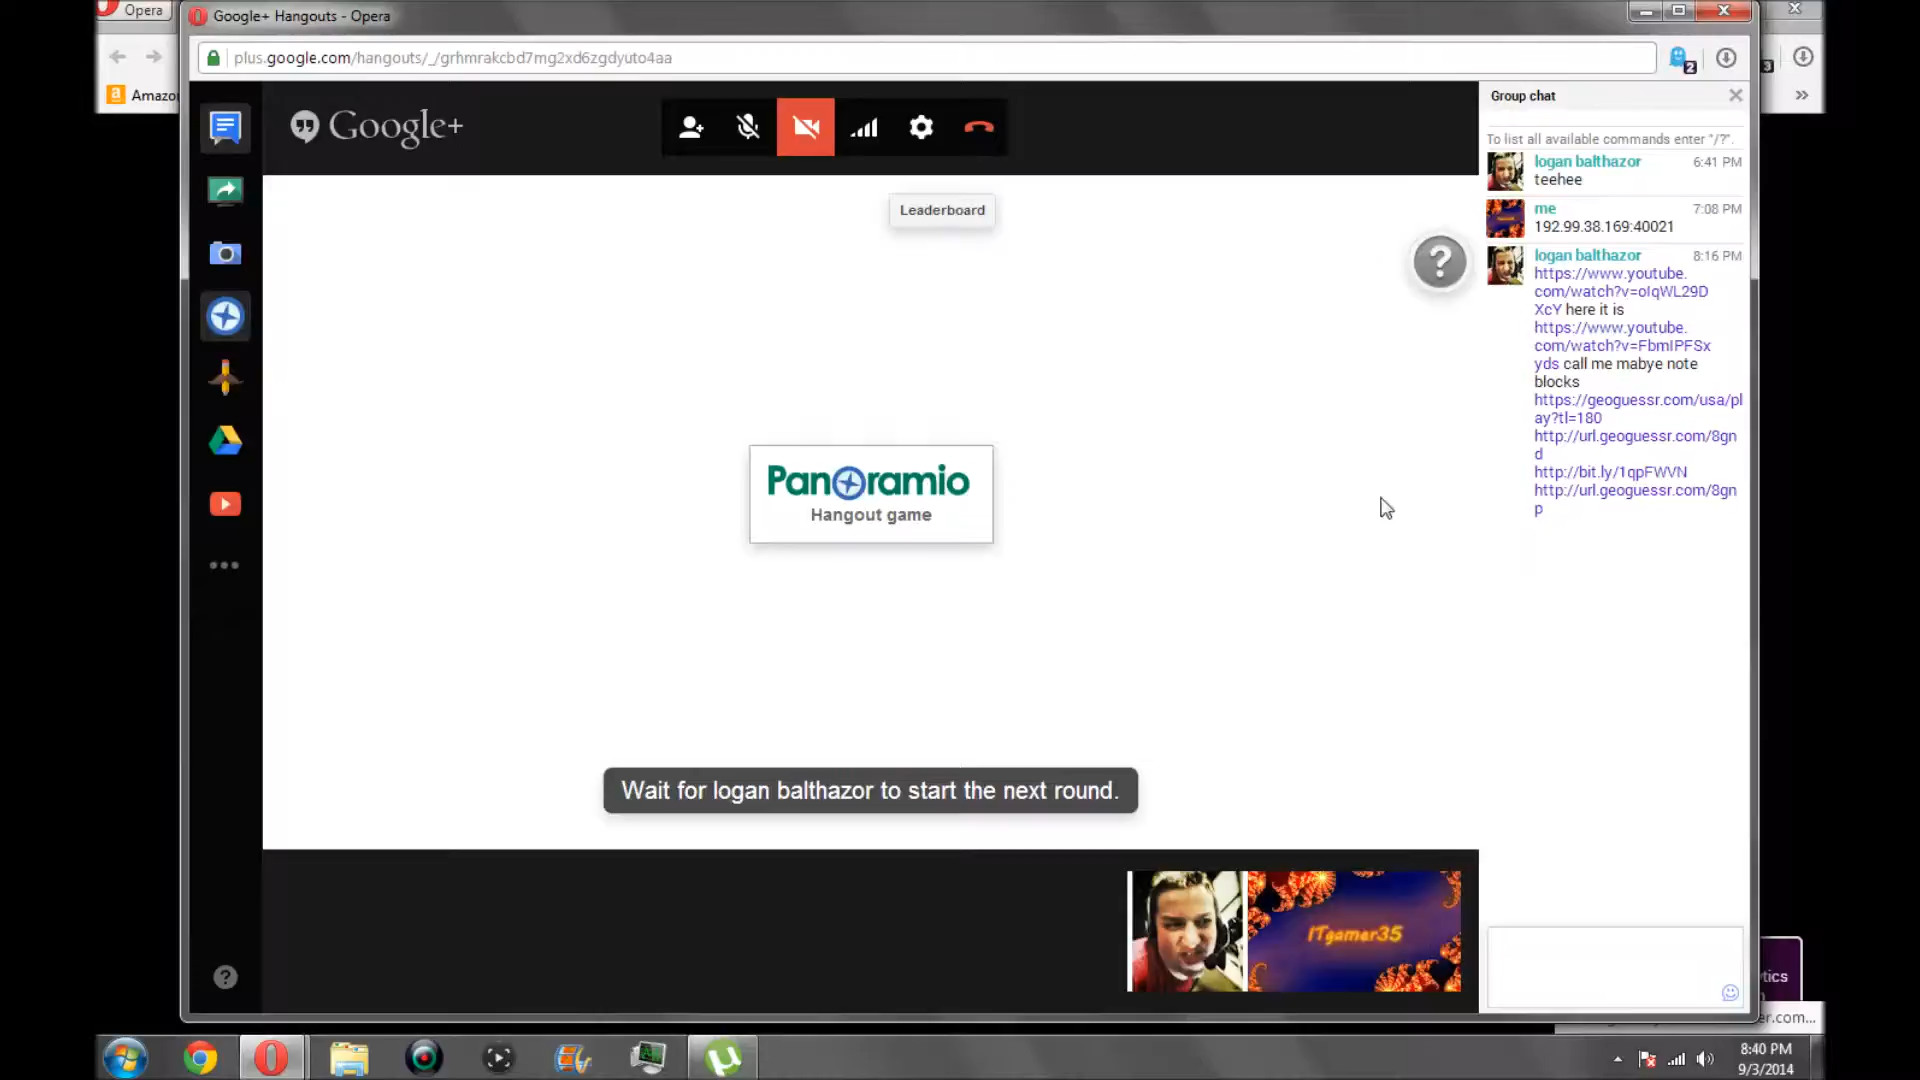 Opera
Google+ Hangouts - Opera
plus.google.com/hangouts/_/grhmrakcbd7mg2xd6zgdyuto4aa
2
3
Amazo
Google+
Leaderboard
?
Panoramio
Hangout game
Wait for logan balthazor to start the next round.
ITgamer35
Group chat
To list all available commands enter "/?".
logan balthazor 6:41 PM
teehee
me 7:08 PM
192.99.38.169:40021
logan balthazor 8:16 PM
https://www.youtube.
com/watch?v=oIqWL29D
XcY here it is
https://www.youtube.
com/watch?v=FbmIPFSx
yds call me mabye note
blocks
https://geoguessr.com/usa/pl
ay?tl=180
http://url.geoguessr.com/8gn
d
http://bit.ly/1qpFWVN
http://url.geoguessr.com/8gn
p
?
tics
er.com...
8:40 PM
9/3/2014